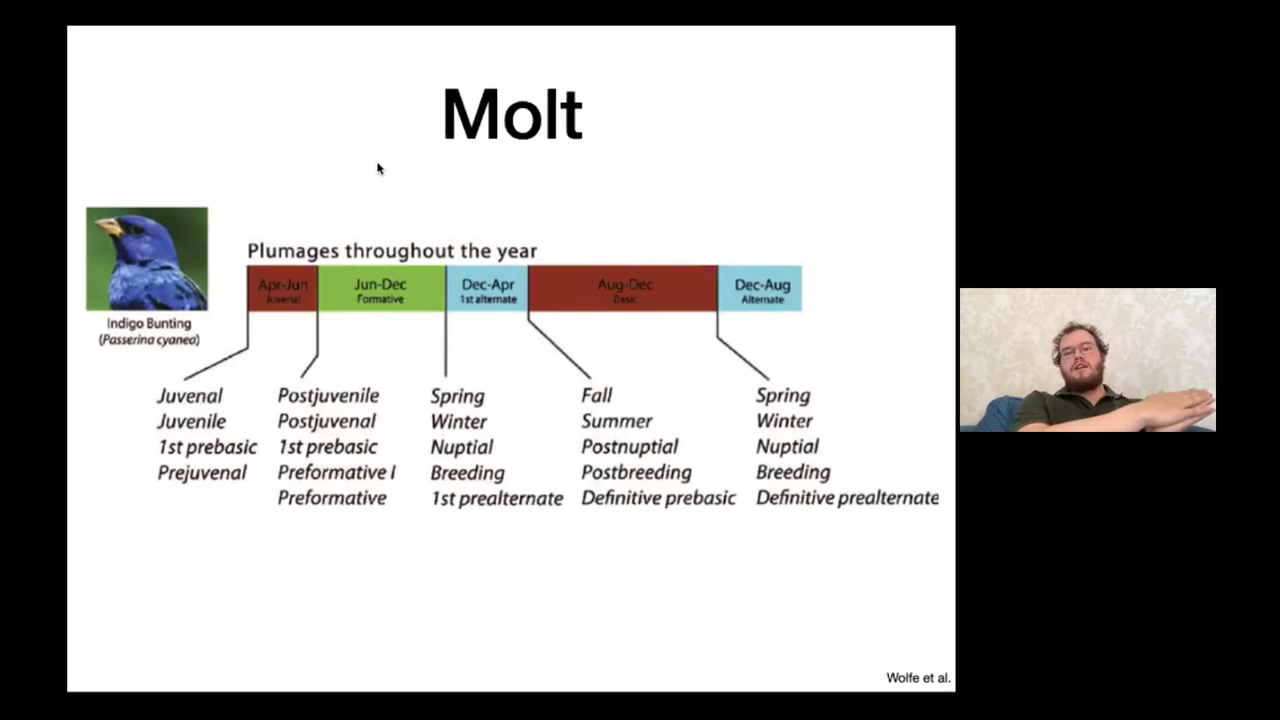 Molt
Plumages throughout the year
Apr-Jun
Juvenal
Jun-Dec
Formative
Dec-Apr
1st alternate
Aug-Dec
Basic
Dec-Aug
Alternate
Indigo Bunting
(Passerina cyanea)
Juvenal
Juvenile
1st prebasic
Prejuvenal
Postjuvenile
Postjuvenal
1st prebasic
Preformative I
Preformative
Spring
Winter
Nuptial
Breeding
1st prealternate
Fall
Summer
Postnuptial
Postbreeding
Definitive prebasic
Spring
Winter
Nuptial
Breeding
Definitive prealternate
Wolfe et al.